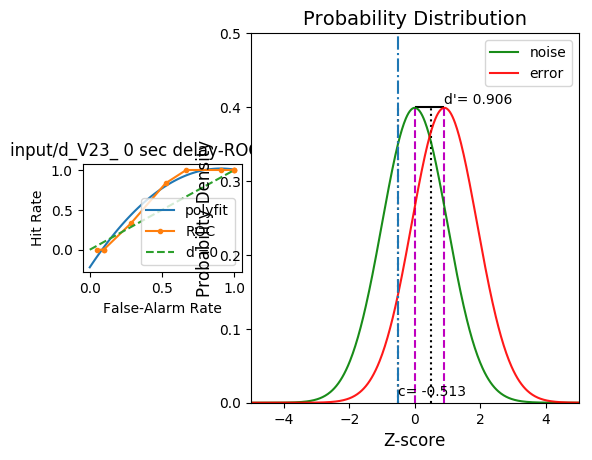 input/d_V23_ 0 sec delay-ROC
Hit Rate
1.0
0.5
0.0
polyfit
ROC
d'=0
0.0 0.5 1.0
False-Alarm Rate
Probability Distribution
Probability Density
0.5
0.4
0.3
0.2
0.1
0.0
noise
error
d'= 0.906
c= -0.513
−4 −2 0 2 4
Z-score